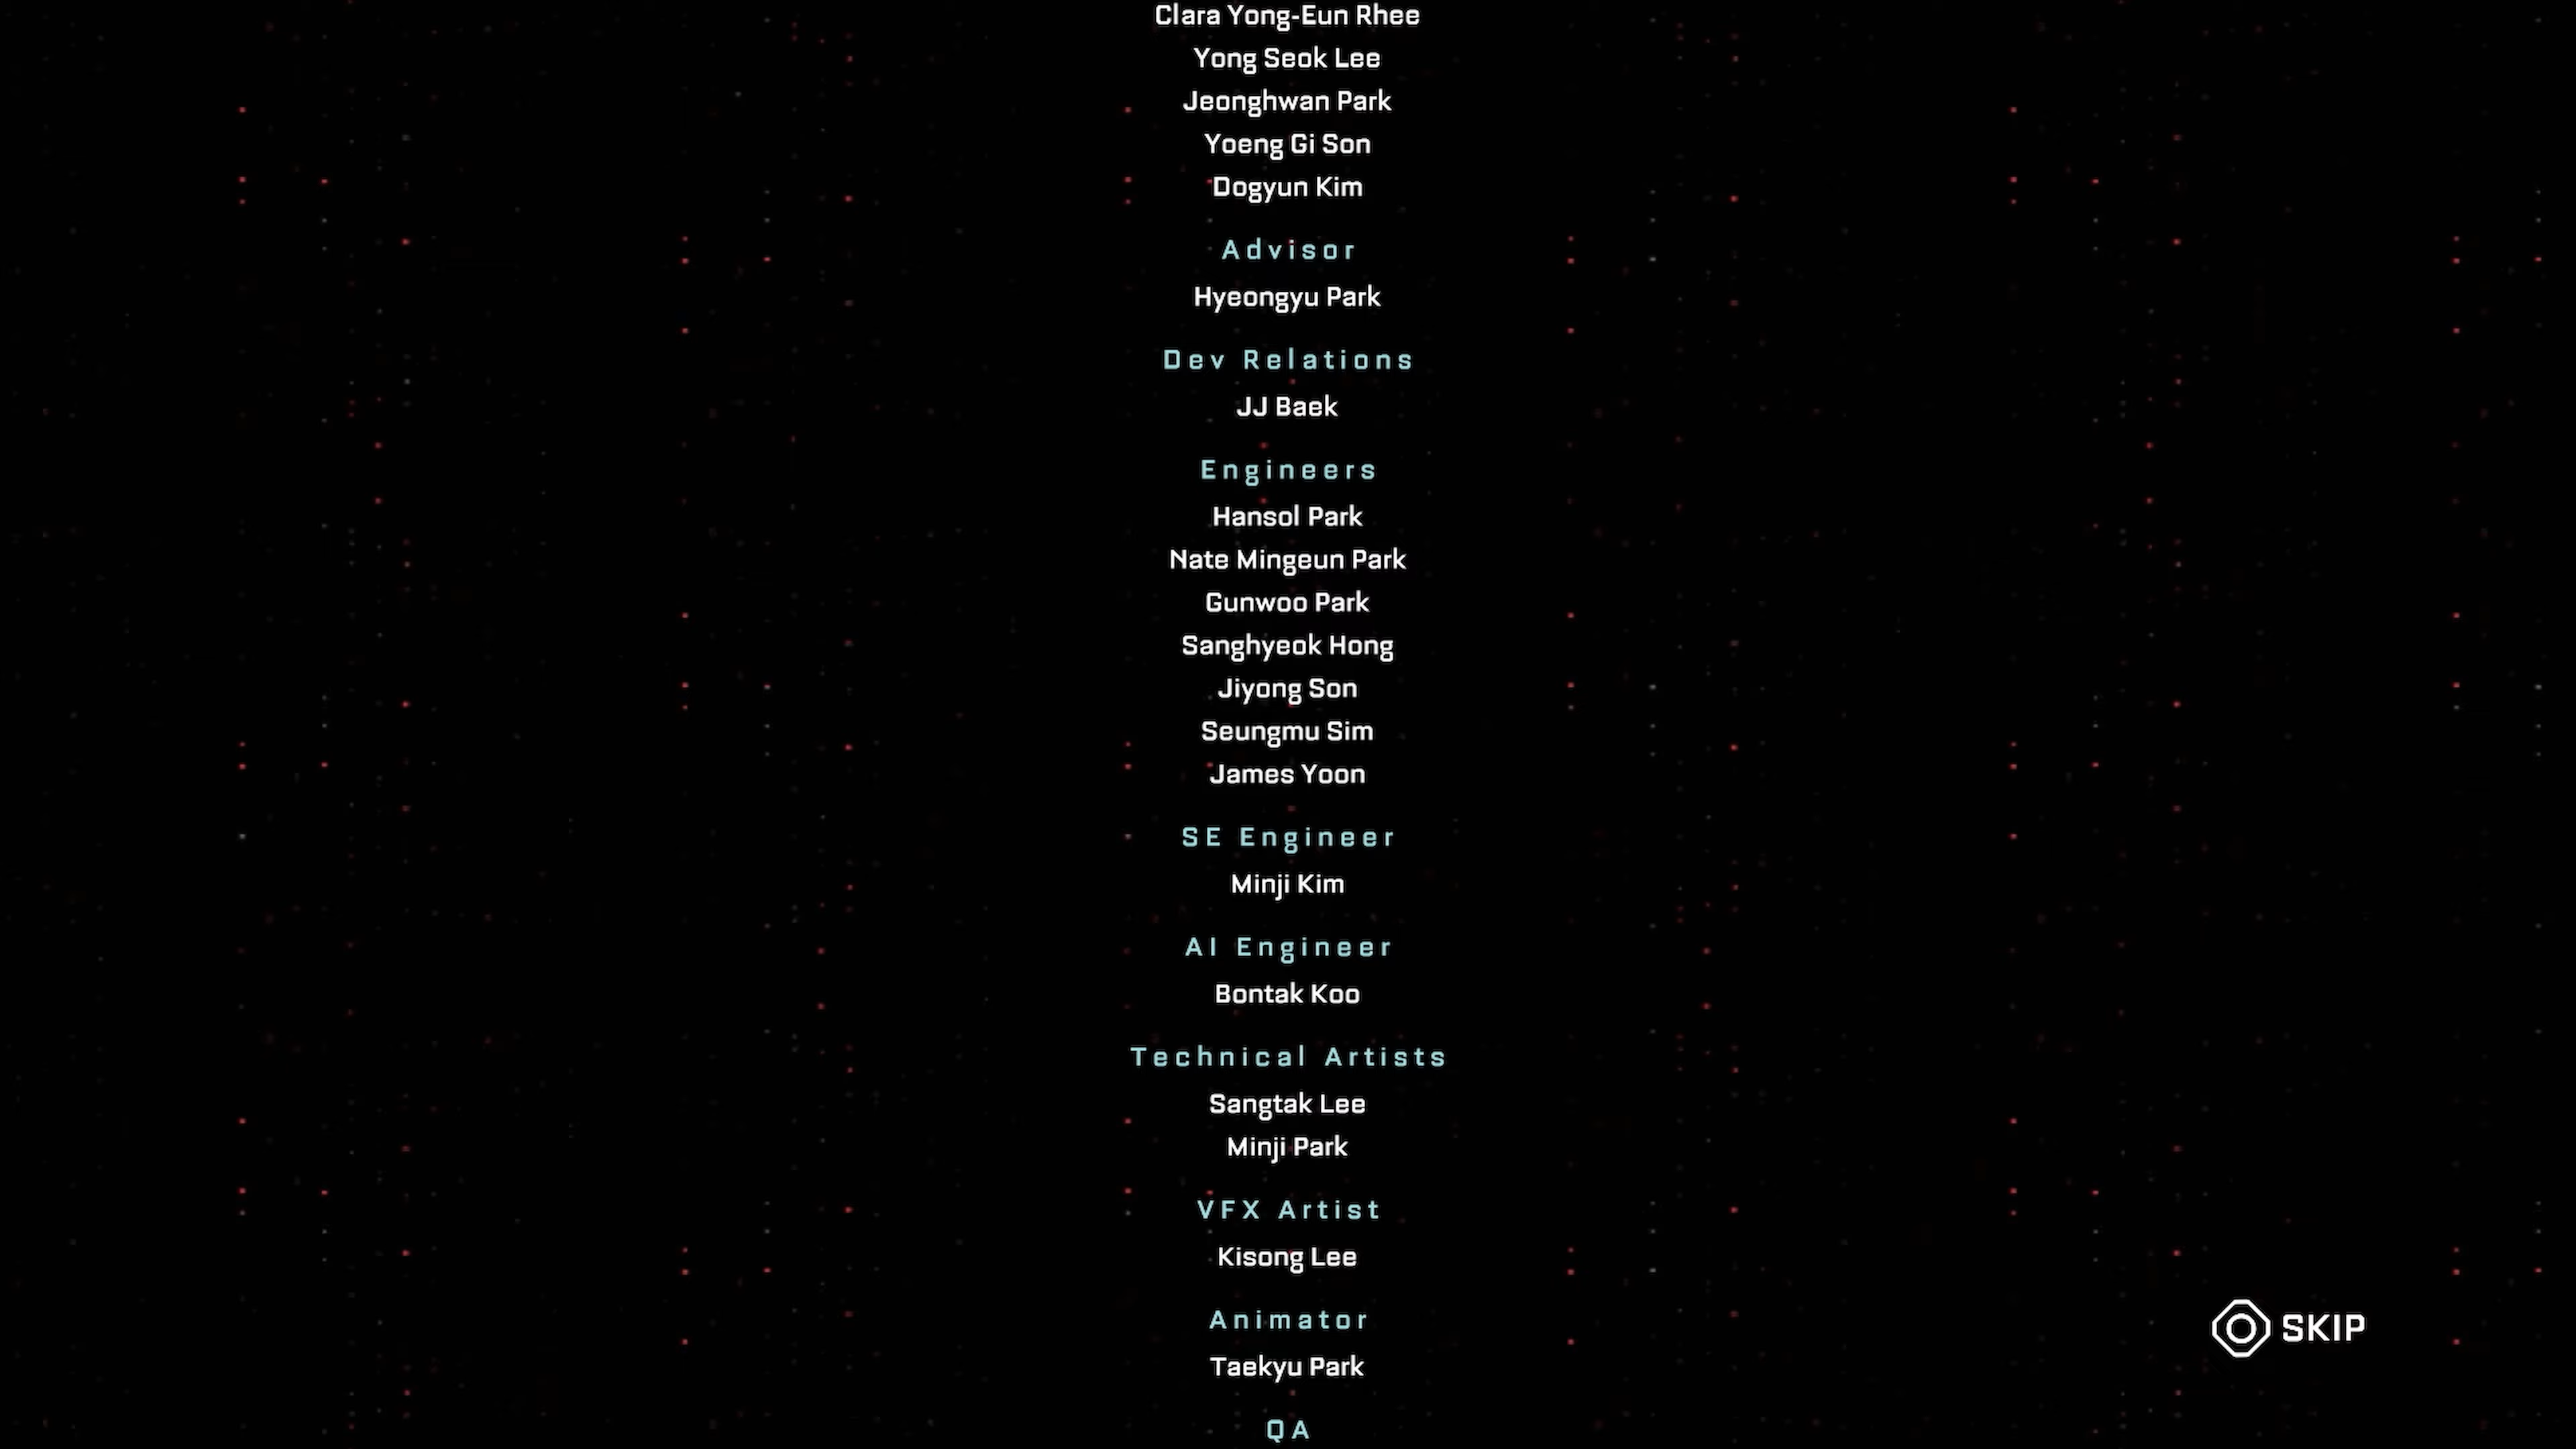 Clara Yong-Eun Rhee
Yong Seok Lee
Jeonghwan Park
Yoeng Gi Son
Dogyun Kim
Advisor
Hyeongyu Park
Dev Relations
JJ Baek
Engineers
Hansol Park
Nate Mingeun Park
Gunwoo Park
Sanghyeok Hong
Jiyong Son
Seungmu Sim
James Yoon
SE Engineer
Minji Kim
AI Engineer
Bontak Koo
Technical Artists
Sangtak Lee
Minji Park
VFX Artist
Kisong Lee
Animator
SKIP
Taekyu Park
QA